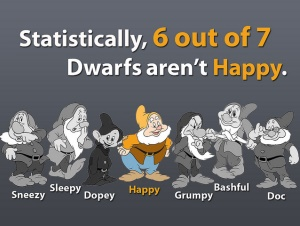 Statistically, 6 out of 7
Dwarfs aren't Happy.
Sneezy
Sleepy
Dopey
Happy
Grumpy
Bashful
Doc